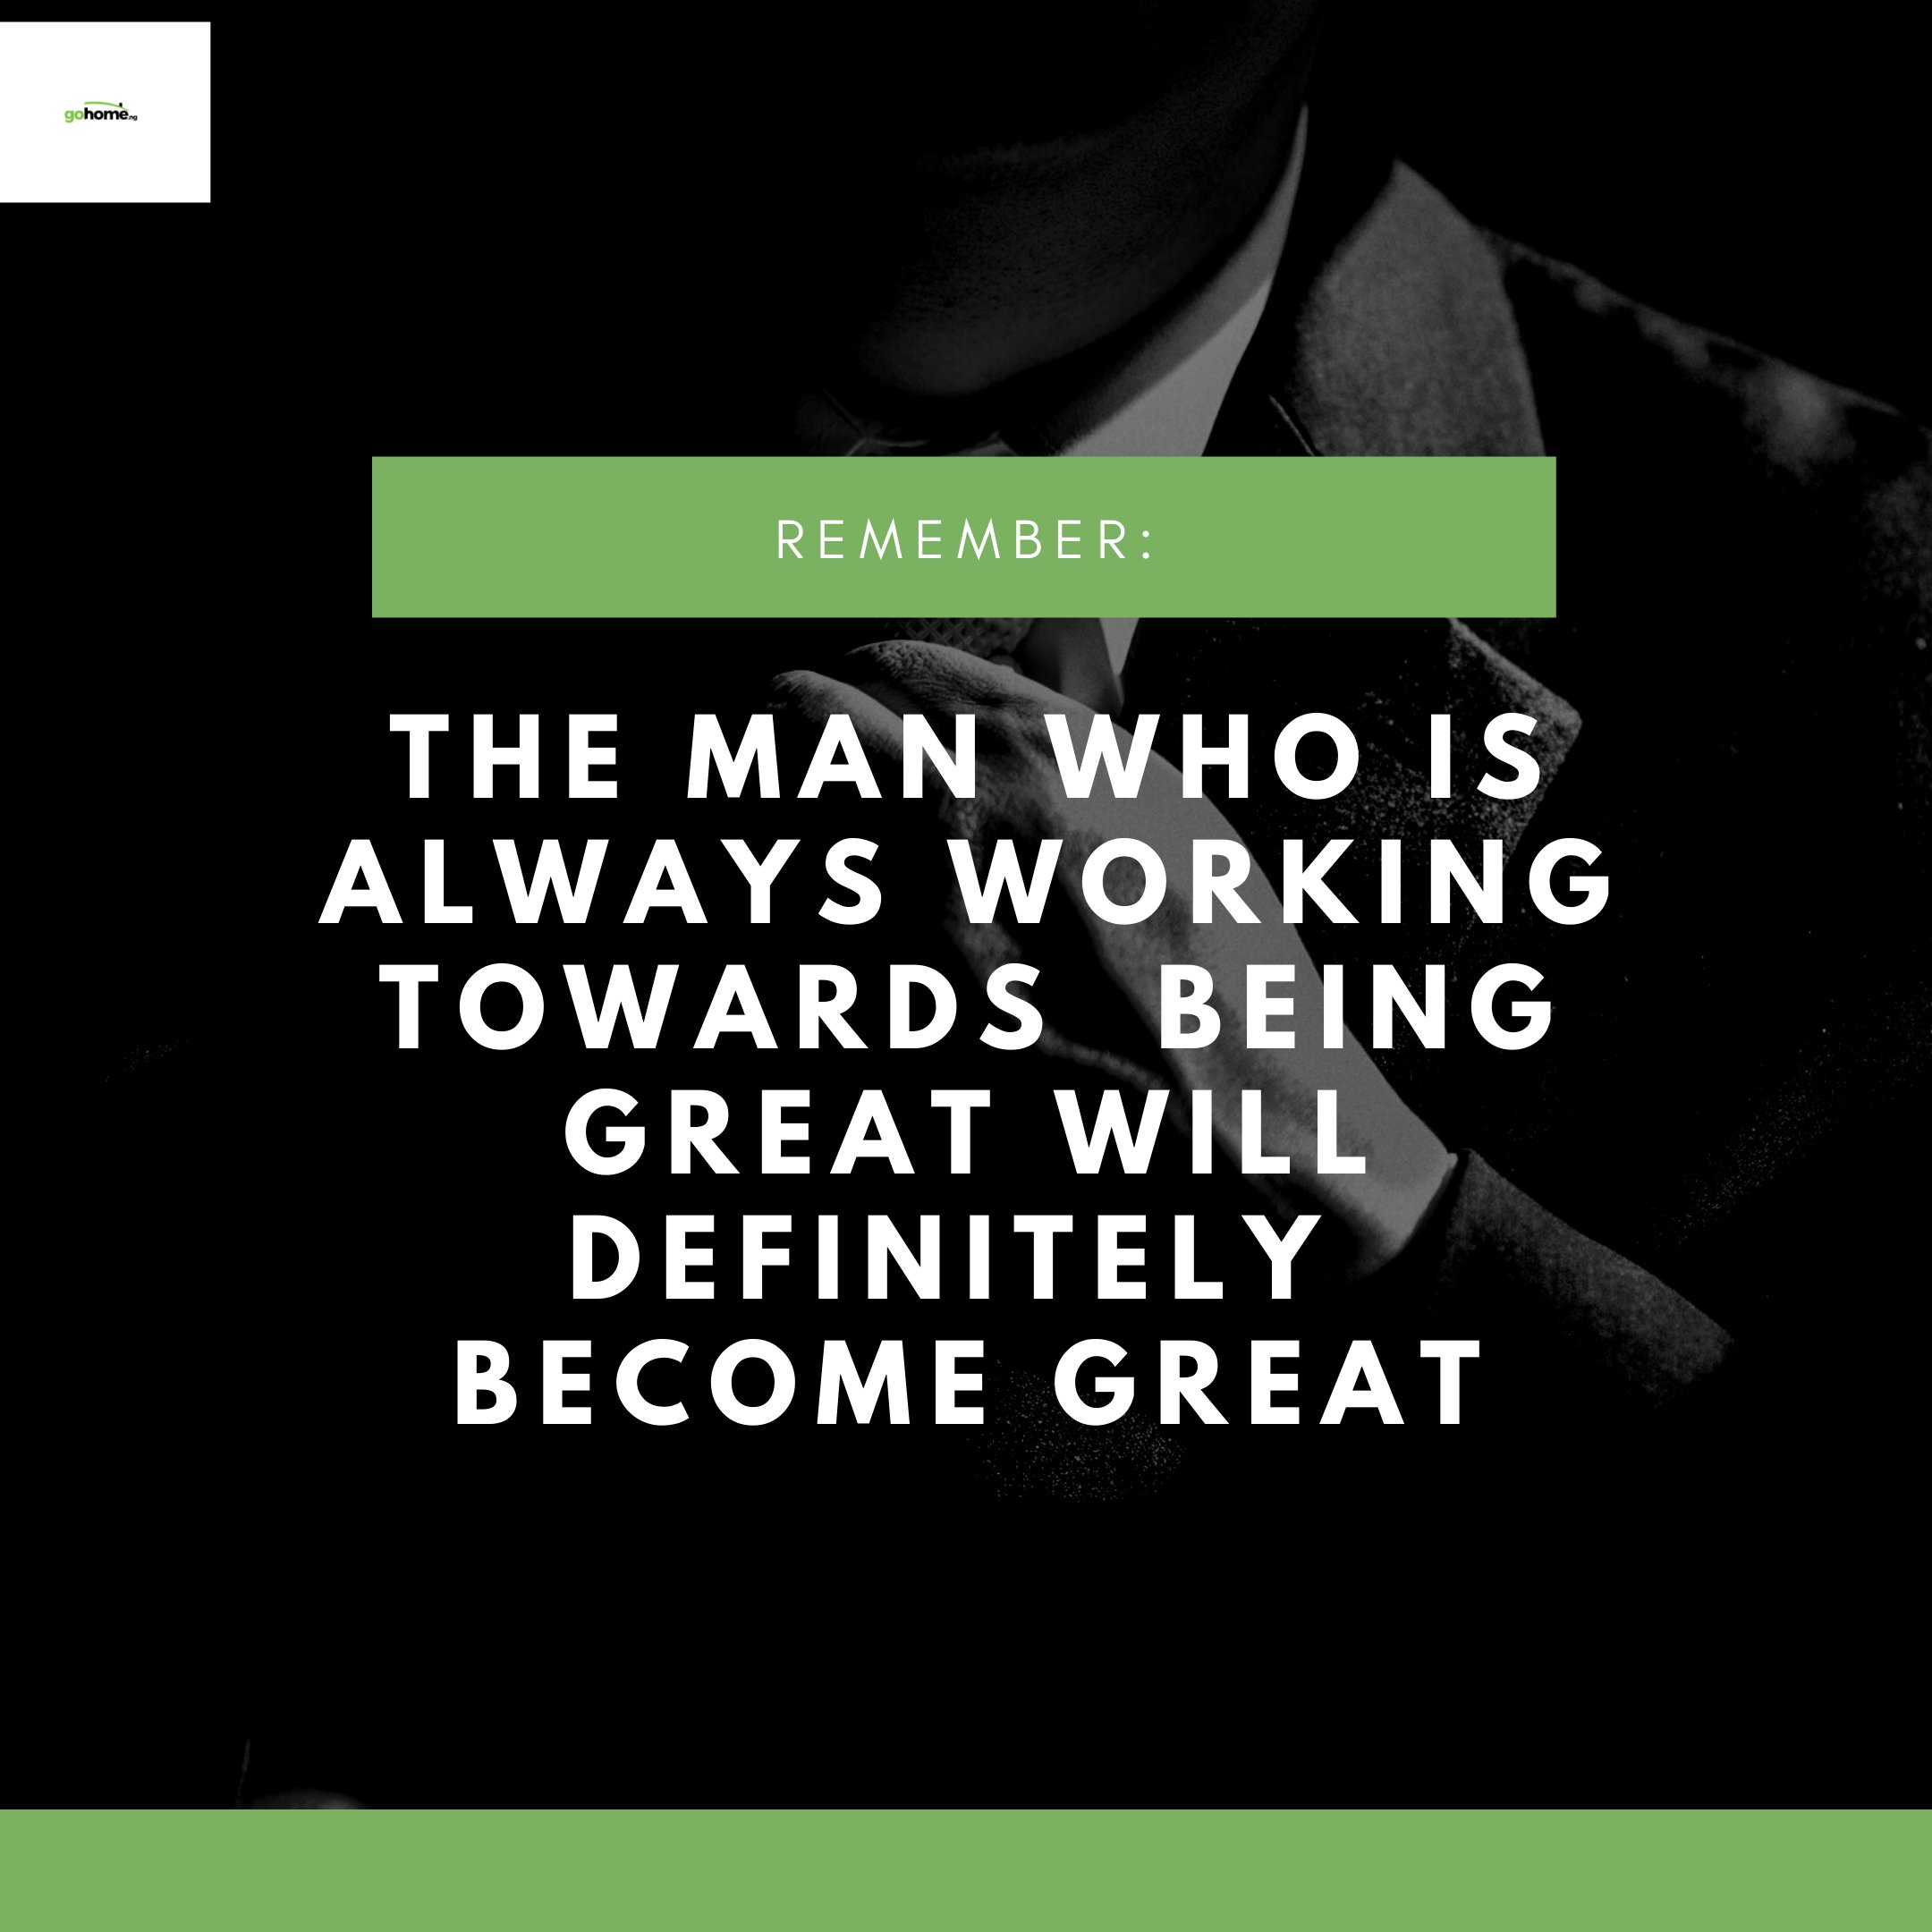 gohome.ng
REMEMBER:
THE MAN WHO IS
ALWAYS WORKING
TOWARDS BEING
GREAT WILL
DEFINITELY
BECOME GREAT